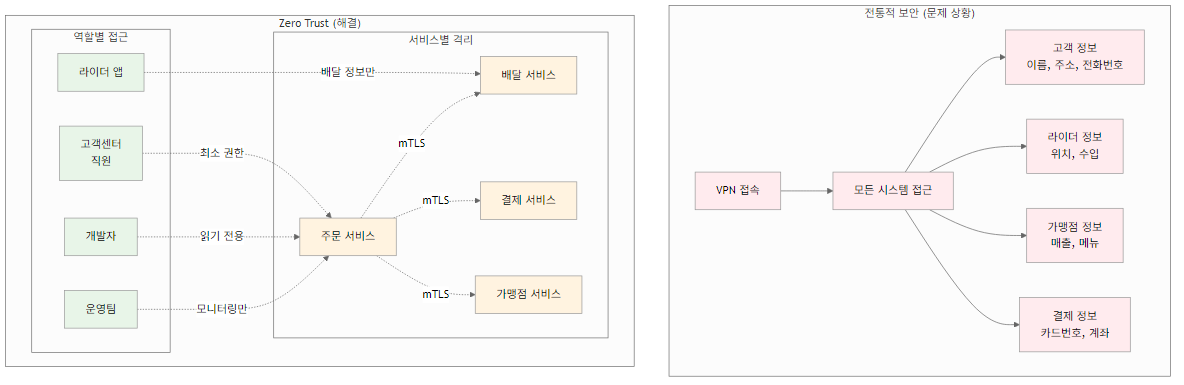 Zero Trust (해결)
역할별 접근
라이더 앱
고객센터
직원
개발자
운영팀
배달 정보만
최소 권한
읽기 전용
모니터링만
서비스별 격리
주문 서비스
mTLS
mTLS
mTLS
배달 서비스
결제 서비스
가맹점 서비스
전통적 보안 (문제 상황)
VPN 접속
모든 시스템 접근
고객 정보
이름, 주소, 전화번호
라이더 정보
위치, 수입
가맹점 정보
매출, 메뉴
결제 정보
카드번호, 계좌